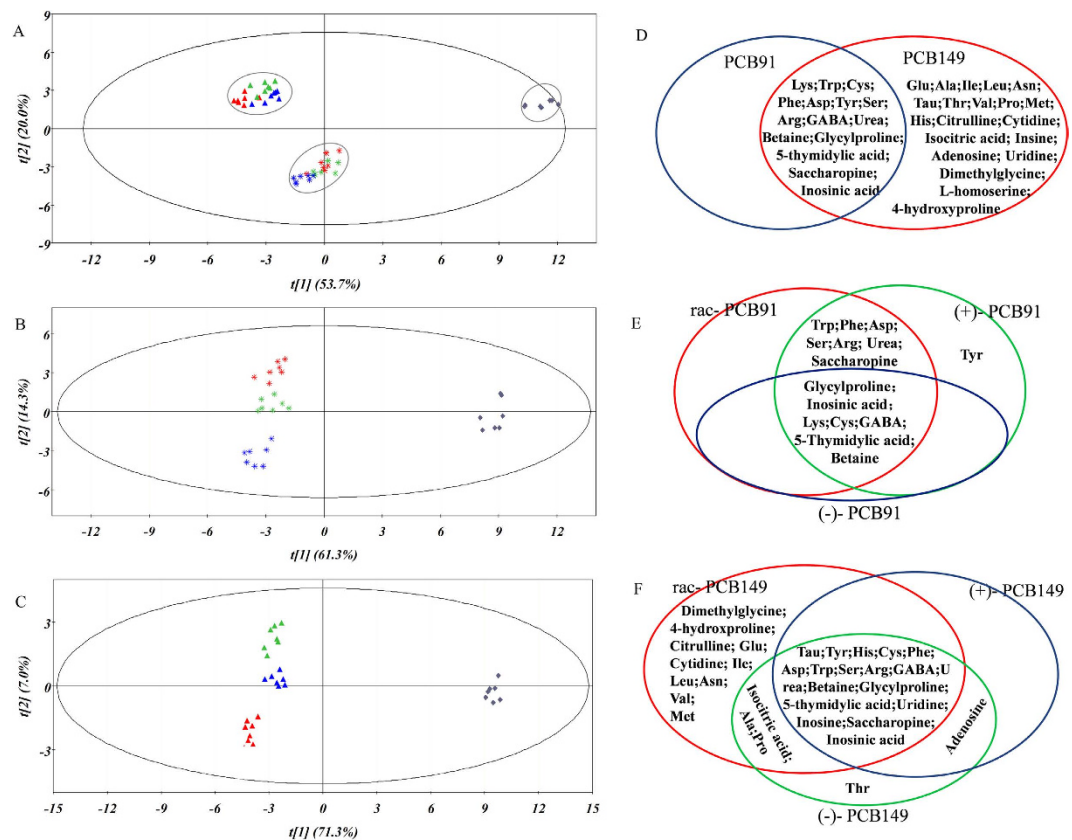 A
9
6
3
0
-3
-6
-9
t[2] (20.0%)
-12
-9
-6
-3
0
3
6
9
12
t[1] (53.7%)
B
6
3
0
-3
-6
t[2] (14.3%)
-12
-9
-6
-3
0
3
6
9
12
t[1] (61.3%)
C
3
0
-3
t[2] (7.0%)
-15
-12
-9
-6
-3
0
3
6
9
12
15
t[1] (71.3%)
D
PCB91
PCB149
Lys;Trp;Cys;
Phe;Asp;Tyr;Ser;
Arg;GABA;Urea;
Betaine;Glycylproline;
5-thymidylic acid;
Saccharopine;
Inosinic acid
Glu;Ala;Ile;Leu;Asn;
Tau;Thr;Val;Pro;Met;
His;Citrulline;Cytidine;
Isocitric acid; Insine;
Adenosine; Uridine;
Dimethylglycine;
L-homoserine;
4-hydroxyproline
E
rac- PCB91
(+)- PCB91
Trp;Phe;Asp;
Ser;Arg; Urea;
Saccharopine
Tyr
Glycylproline;
Inosinic acid;
Lys;Cys;GABA;
5-Thymidylic acid;
Betaine
(-)- PCB91
F
rac- PCB149
(+)- PCB149
Dimethylglycine;
4-hydroxproline;
Citrulline; Glu;
Cytidine; Ile;
Leu;Asn;
Val;
Met
Tau;Tyr;His;Cys;Phe;
Asp;Trp;Ser;Arg;GABA;U
rea;Betaine;Glycylproline;
5-thymidylic acid;Uridine;
Inosine;Saccharopine;
Inosinic acid
Isocitric acid;
Ala;Pro
Adenosine
Thr
(-)- PCB149